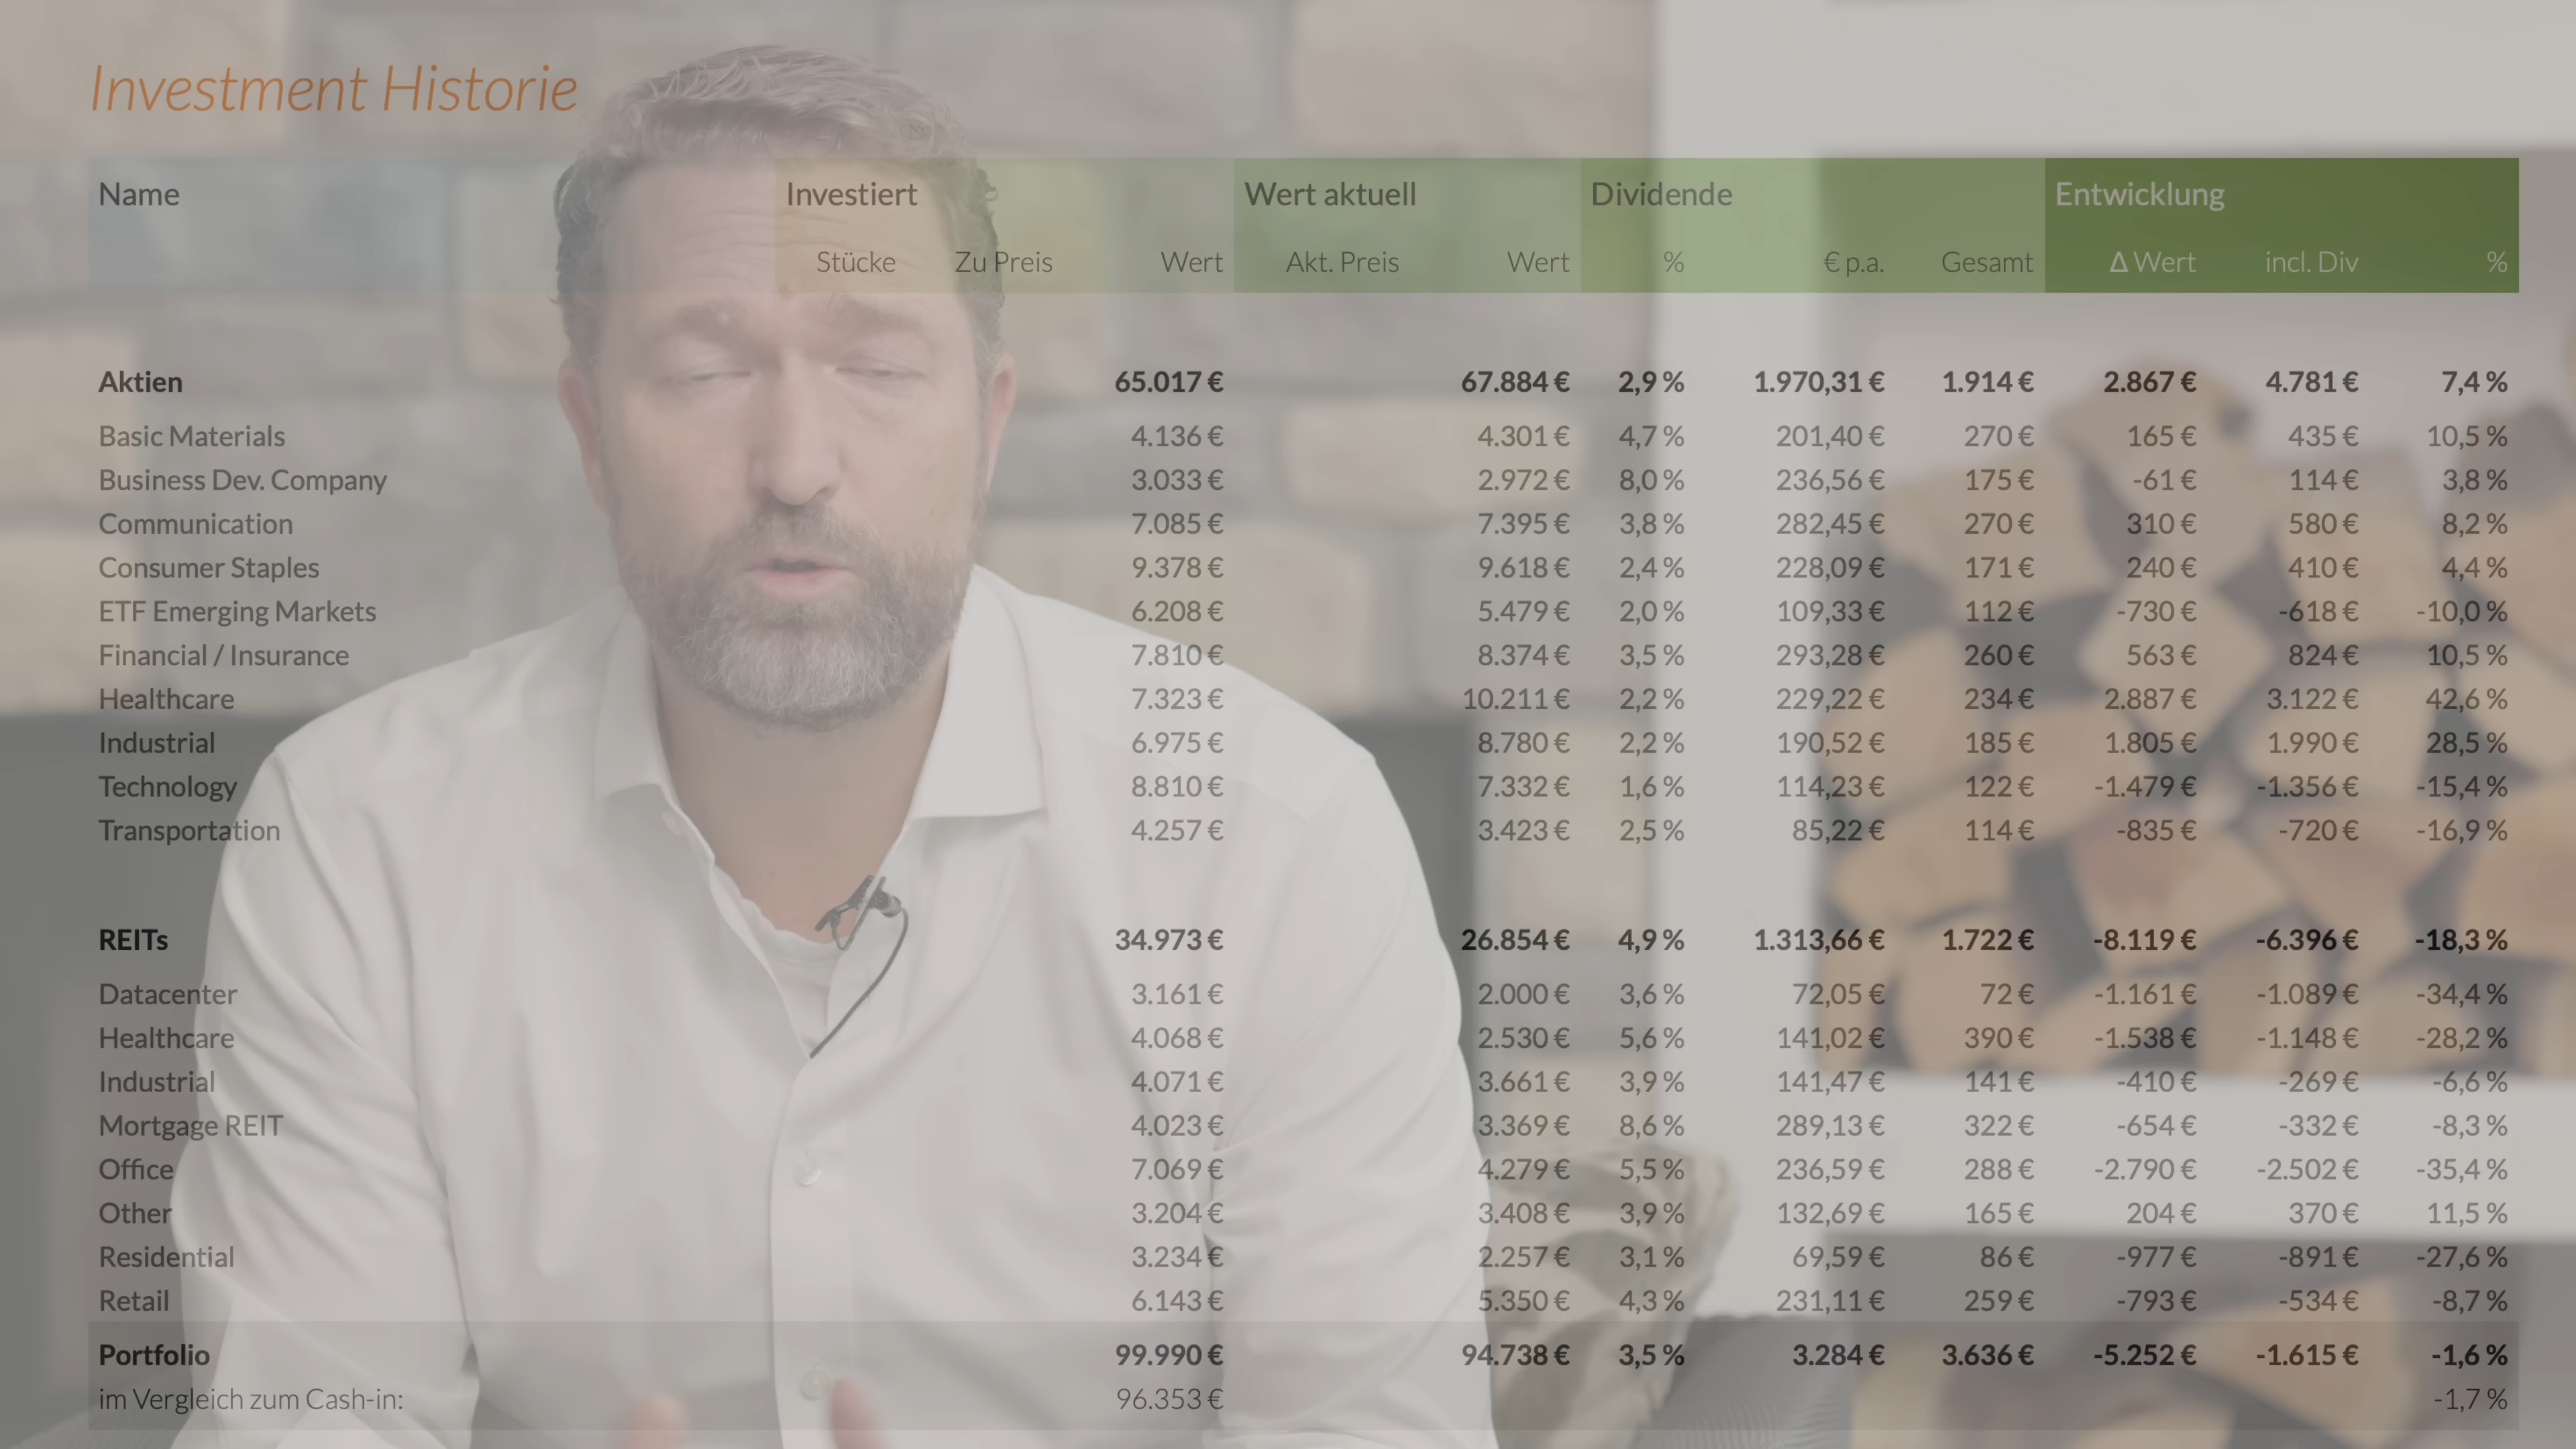 Investment Historie
Name Investiert Wert aktuell Dividende Entwicklung
Stücke Zu Preis Wert Akt. Preis Wert % € p.a. Gesamt Δ Wert incl. Div %
Aktien 65.017 € 67.884 € 2,9 % 1.970,31 € 1.914 € 2.867 € 4.781 € 7,4 %
Basic Materials 4.136 € 4.301 € 4,7 % 201,40 € 270 € 165 € 435 € 10,5 %
Business Dev. Company 3.033 € 2.972 € 8,0 % 236,56 € 175 € -61 € 114 € 3,8 %
Communication 7.085 € 7.395 € 3,8 % 282,45 € 270 € 310 € 580 € 8,2 %
Consumer Staples 9.378 € 9.618 € 2,4 % 228,09 € 171 € 240 € 410 € 4,4 %
ETF Emerging Markets 6.208 € 5.479 € 2,0 % 109,33 € 112 € -730 € -618 € -10,0 %
Financial / Insurance 7.810 € 8.374 € 3,5 % 293,28 € 260 € 563 € 824 € 10,5 %
Healthcare 7.323 € 10.211 € 2,2 % 229,22 € 234 € 2.887 € 3.122 € 42,6 %
Industrial 6.975 € 8.780 € 2,2 % 190,52 € 185 € 1.805 € 1.990 € 28,5 %
Technology 8.810 € 7.332 € 1,6 % 114,23 € 122 € -1.479 € -1.356 € -15,4 %
Transportation 4.257 € 3.423 € 2,5 % 85,22 € 114 € -835 € -720 € -16,9 %
REITs 34.973 € 26.854 € 4,9 % 1.313,66 € 1.722 € -8.119 € -6.396 € -18,3 %
Datacenter 3.161 € 2.000 € 3,6 % 72,05 € 72 € -1.161 € -1.089 € -34,4 %
Healthcare 4.068 € 2.530 € 5,6 % 141,02 € 390 € -1.538 € -1.148 € -28,2 %
Industrial 4.071 € 3.661 € 3,9 % 141,47 € 141 € -410 € -269 € -6,6 %
Mortgage REIT 4.023 € 3.369 € 8,6 % 289,13 € 322 € -654 € -332 € -8,3 %
Office 7.069 € 4.279 € 5,5 % 236,59 € 288 € -2.790 € -2.502 € -35,4 %
Other 3.204 € 3.408 € 3,9 % 132,69 € 165 € 204 € 370 € 11,5 %
Residential 3.234 € 2.257 € 3,1 % 69,59 € 86 € -977 € -891 € -27,6 %
Retail 6.143 € 5.350 € 4,3 % 231,11 € 259 € -793 € -534 € -8,7 %
Portfolio 99.990 € 94.738 € 3,5 % 3.284 € 3.636 € -5.252 € -1.615 € -1,6 %
im Vergleich zum Cash-in: 96.353 € -1,7 %